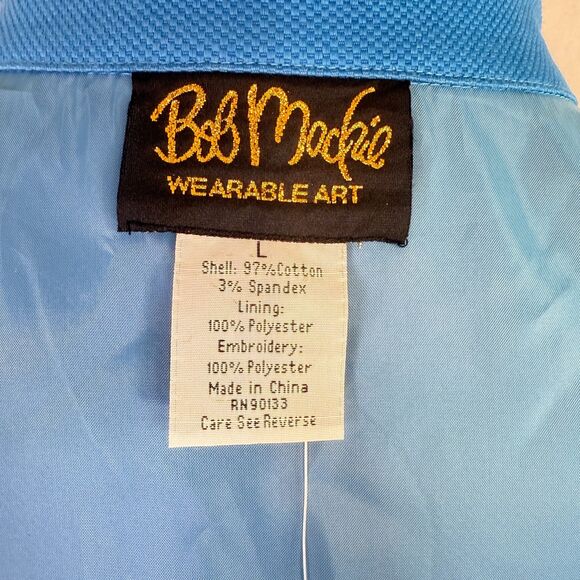 Bob Mackie
WEARABLE ART
L
Shell: 97%Cotton
3% Spandex
Lining:
100% Polyester
Embroidery:
100% Polyester
Made in China
RN90133
Care See Reverse